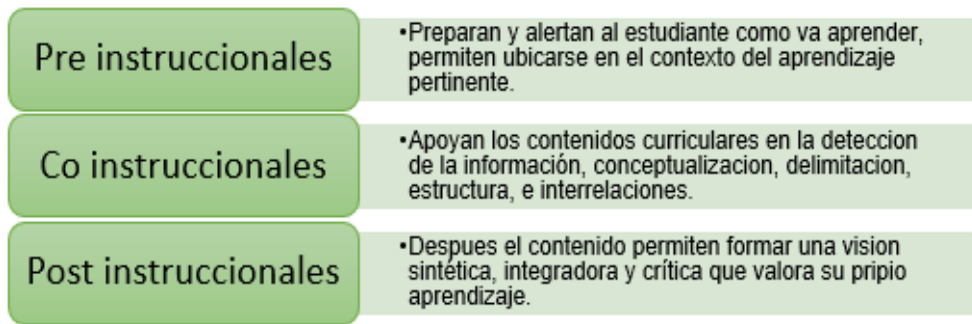 Pre instruccionales
•Preparan y alertan al estudiante como va aprender,
permiten ubicarse en el contexto del aprendizaje
pertinente.
Co instruccionales
•Apoyan los contenidos curriculares en la deteccion
de la información, conceptualizacion, delimitacion,
estructura, e interrelaciones.
Post instruccionales
•Despues el contenido permiten formar una vision
sintética, integradora y crítica que valora su pripio
aprendizaje.